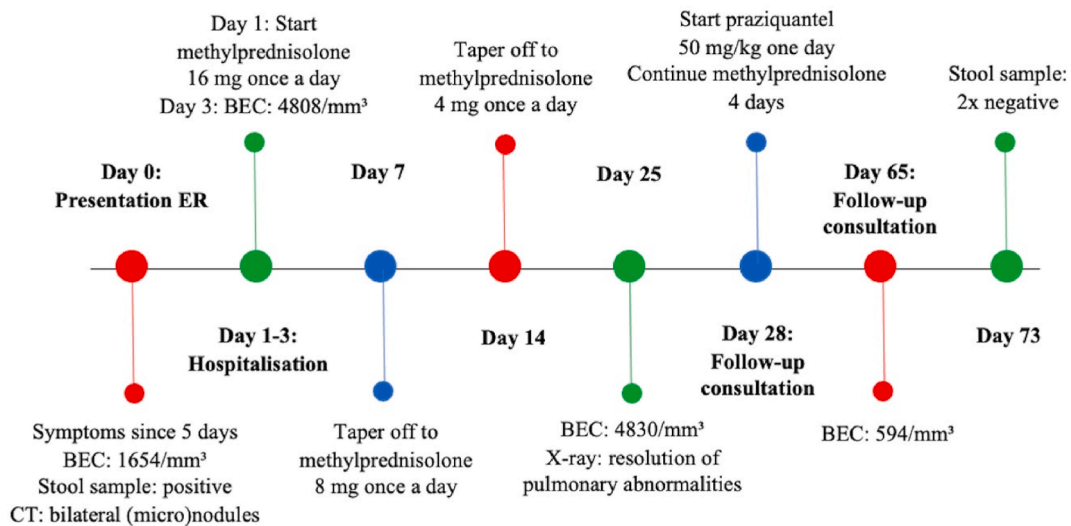 Day 1: Start
methylprednisolone
16 mg once a day
Day 3: BEC: 4808/mm³
Taper off to
methylprednisolone
4 mg once a day
Start praziquantel
50 mg/kg one day
Continue methylprednisolone
4 days
Stool sample:
2x negative
Day 0:
Presentation ER
Day 7
Day 25
Day 65:
Follow-up
consultation
Day 1-3:
Hospitalisation
Day 14
Day 28:
Follow-up
consultation
Day 73
Symptoms since 5 days
BEC: 1654/mm³
Stool sample: positive
CT: bilateral (micro)nodules
Taper off to
methylprednisolone
8 mg once a day
BEC: 4830/mm³
X-ray: resolution of
pulmonary abnormalities
BEC: 594/mm³